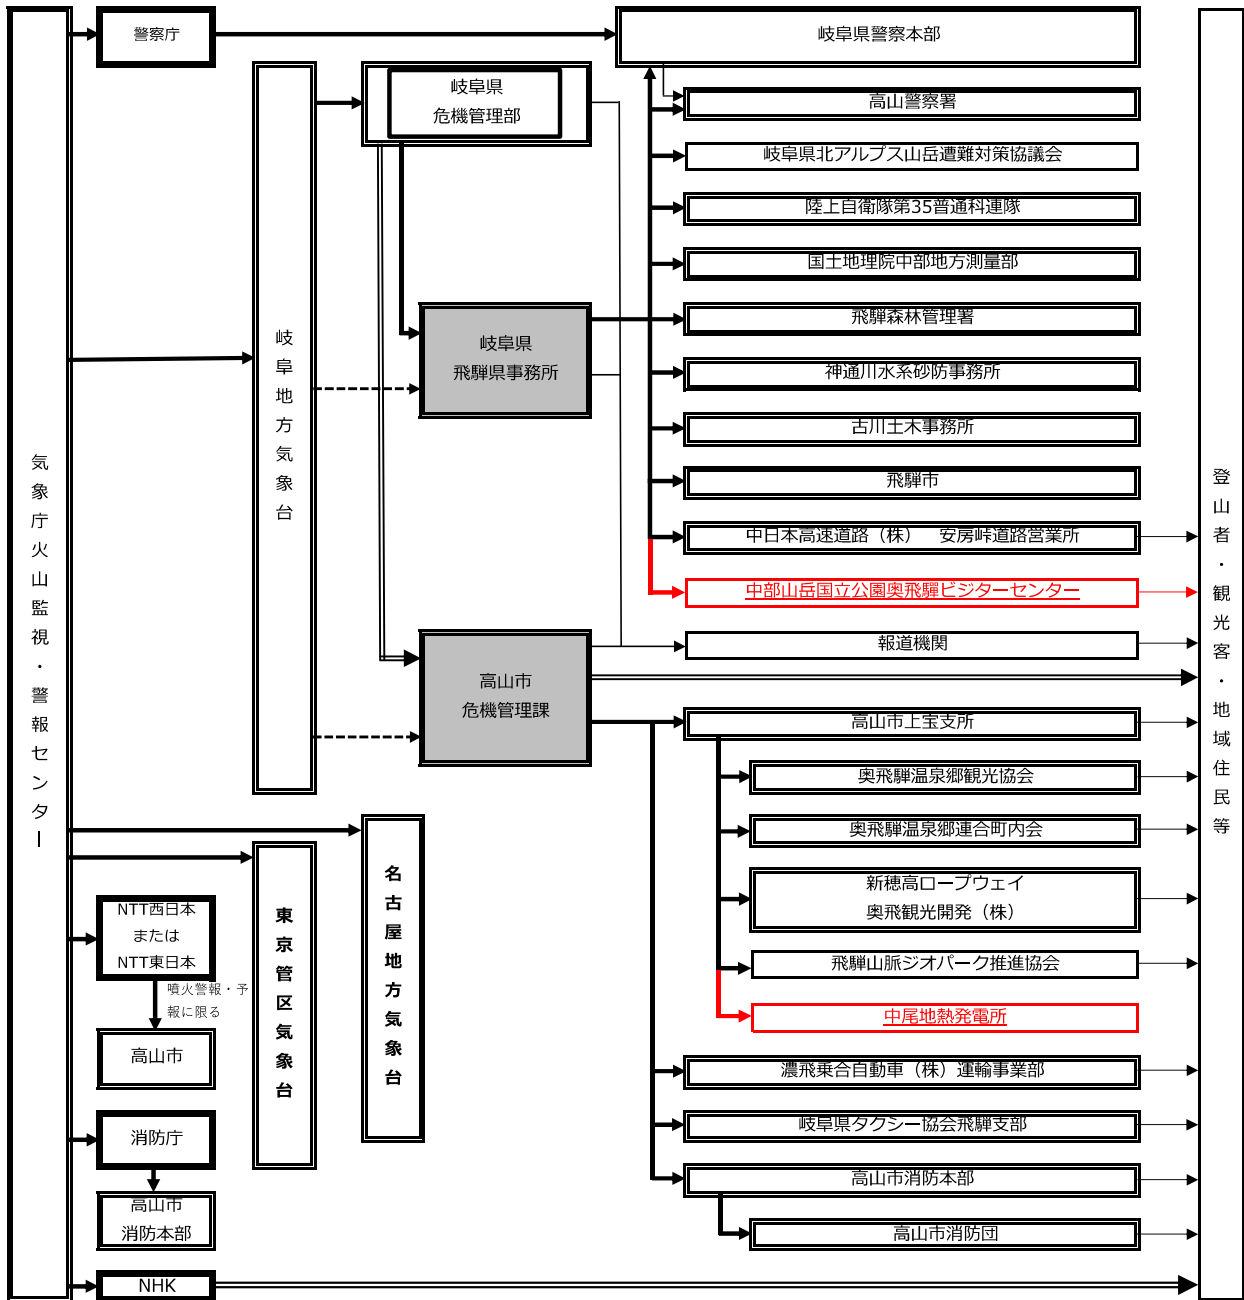 気象庁火山監視・警報センター
警察庁
岐阜県警察本部
岐阜地方気象台
岐阜県
危機管理部
高山警察署
岐阜県北アルプス山岳遭難対策協議会
陸上自衛隊第35普通科連隊
国土地理院中部地方測量部
岐阜県
飛騨県事務所
飛騨森林管理署
神通川水系砂防事務所
古川土木事務所
飛騨市
中日本高速道路（株）　安房峠道路営業所
中部山岳国立公園奥飛驒ビジターセンター
報道機関
高山市
危機管理課
高山市上宝支所
奥飛騨温泉郷観光協会
奥飛騨温泉郷連合町内会
新穂高ロープウェイ
奥飛観光開発（株）
飛騨山脈ジオパーク推進協会
中尾地熱発電所
濃飛乗合自動車（株）運輸事業部
岐阜県タクシー協会飛騨支部
高山市消防本部
高山市消防団
名古屋地方気象台
東京管区気象台
NTT西日本
または
NTT東日本
噴火警報・予
報に限る
高山市
消防庁
高山市
消防本部
NHK
登山者・観光客・地域住民等